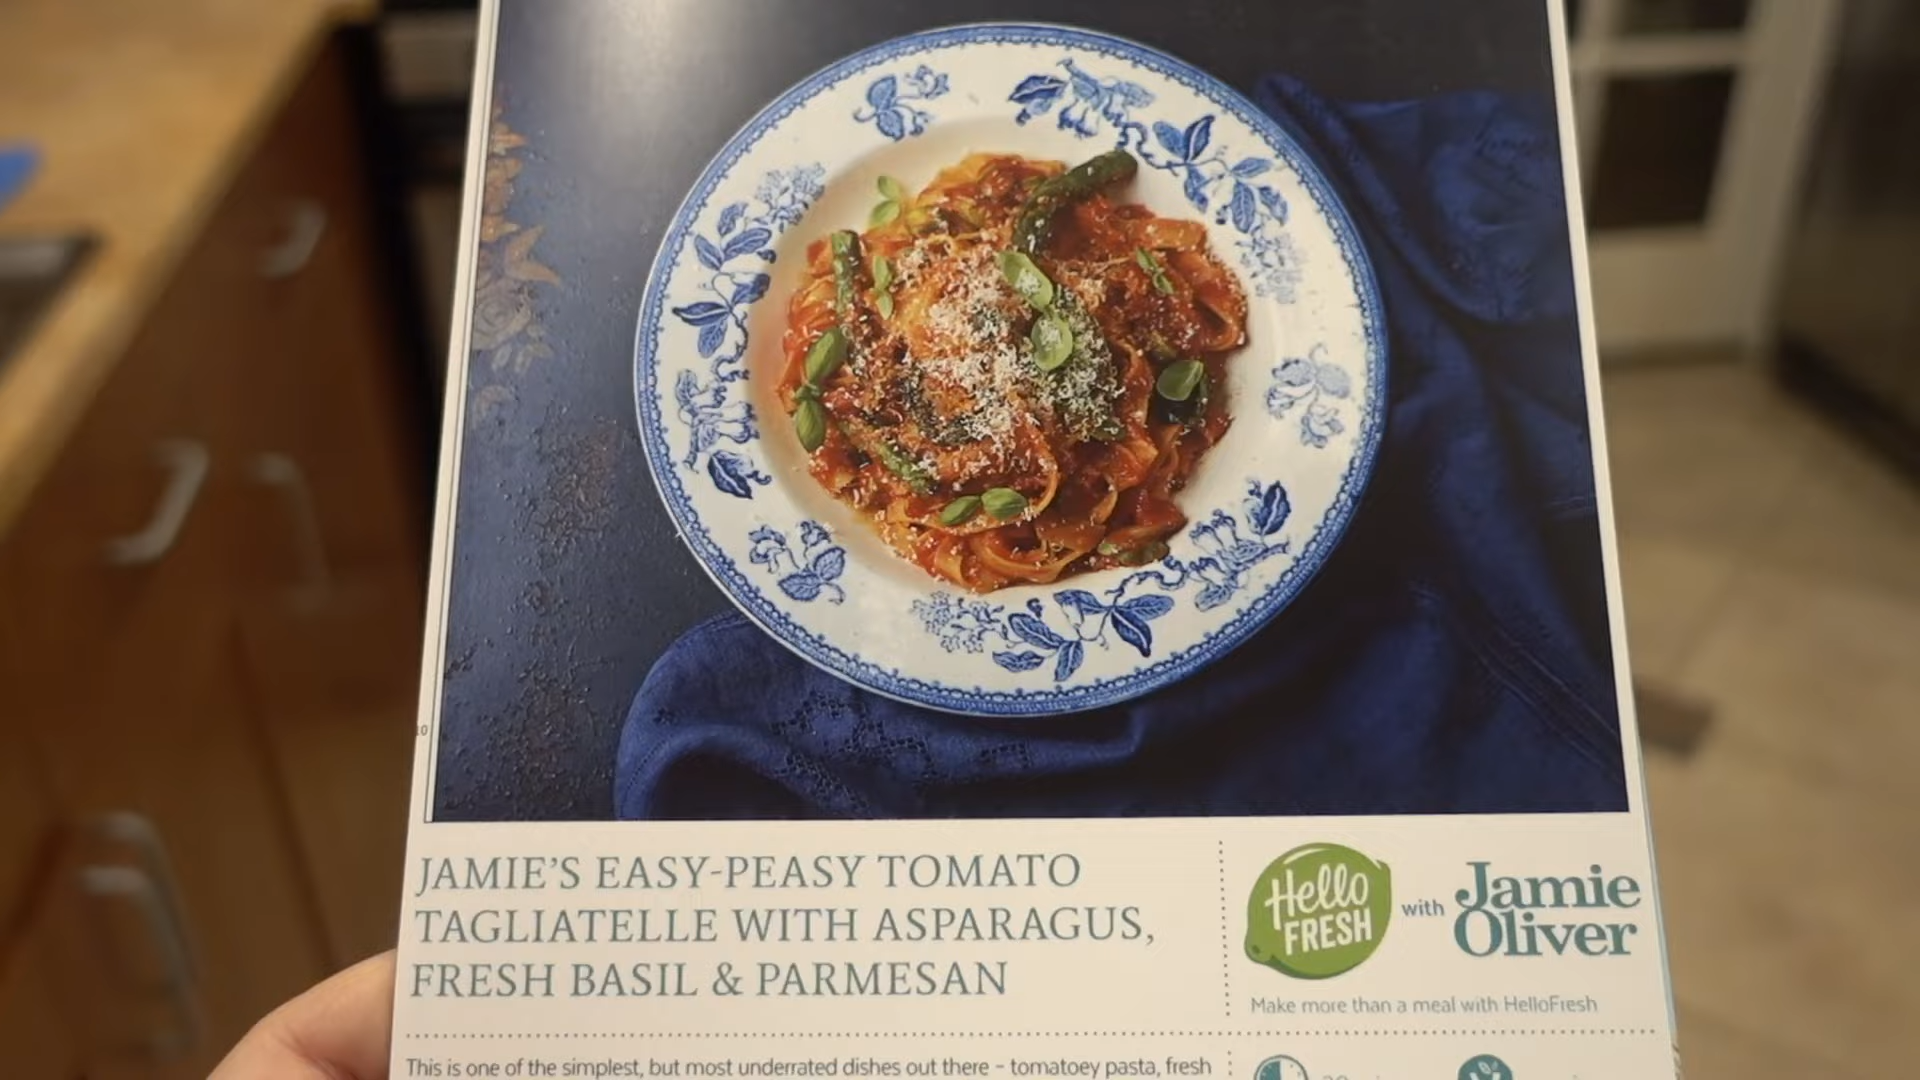 JAMIE'S EASY-PEASY TOMATO
TAGLIATELLE WITH ASPARAGUS,
FRESH BASIL & PARMESAN
Hello
FRESH
with
Jamie
Oliver
Make more than a meal with HelloFresh
This is one of the simplest, but most underrated dishes out there – tomatoey pasta, fresh